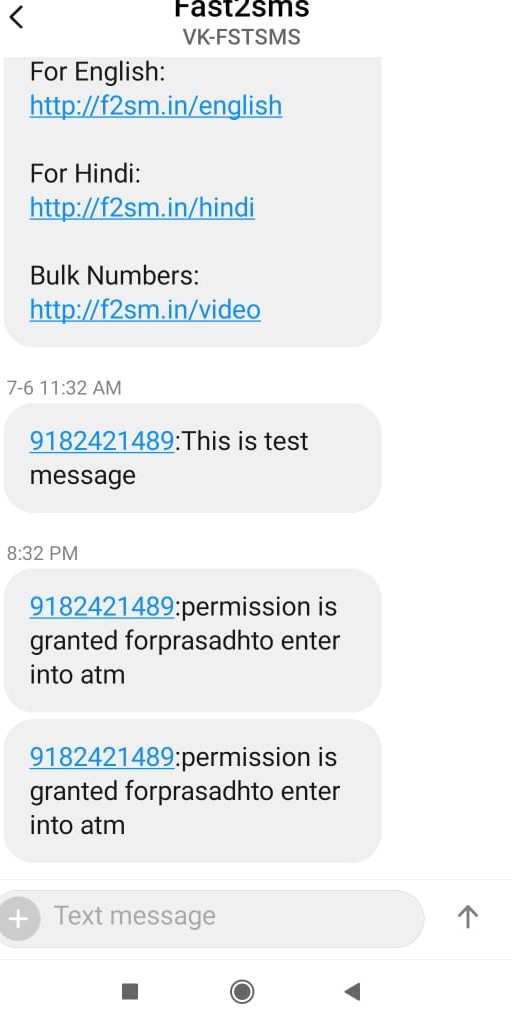 Fast2sms
VK-FSTSMS
For English:
http://f2sm.in/english
For Hindi:
http://f2sm.in/hindi
Bulk Numbers:
http://f2sm.in/video
7-6 11:32 AM
9182421489:This is test
message
8:32 PM
9182421489:permission is
granted forprasadhto enter
into atm
9182421489:permission is
granted forprasadhto enter
into atm
Text message